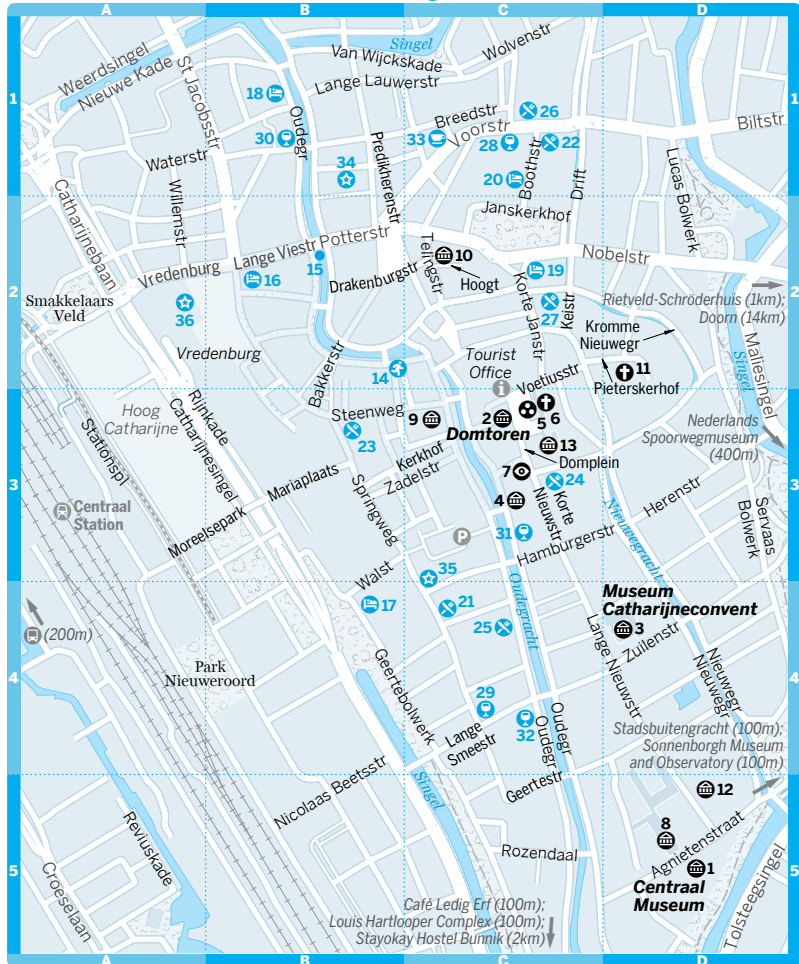 A
B
C
D
1
2
3
4
5
1
2
3
4
5
A
B
C
D
Weerdsingel
Nieuwe Kade
St Jacobsstr
Singel
Van Wijckskade
Wolvenstr
Lange Lauwerstr
18
Oudegr
30
Waterstr
Willemstr
34
Predikherenstr
Breedstr
33
Voorstr
26
28
22
Boothstr
20
Drift
Biltstr
Lucas Bolwerk
Catharijnebaan
Janskerkhof
Vredenburg
Lange Viestr
Potterstr
Telingstr
Nobelstr
10
Hoogt
15
16
Drakenburgstr
19
Korte Jansstr
Keistr
27
Smakkelaars
Veld
36
Vredenburg
Rietveld-Schröderhuis (1km);
Doorn (14km)
Kromme
Nieuwegr
Maliesingel
Singel
Bakkerstr
14
Tourist
Office
Voetiusstr
11
Pieterskerhof
Hoog
Catharijne
Rijnkade
Catharijnesingel
Stationspl
Steenweg
23
9
2
5
6
Domtoren
13
Domplein
Nederlands
Spoorwegmuseum
(400m)
Kerkhof
Zadelstr
Mariaplaats
Springweg
7
4
24
Korte
Nieuwstr
Centraal
Station
Moreelsepark
P
31
Hamburgerstr
Herenstr
Nieuwegracht
Servaas
Bolwerk
Walst
35
21
17
25
Oudegracht
Museum
Catharijneconvent
3
Zuilenstr
Lange Nieuwstr
(200m)
Park
Nieuweroord
Geertebolwerk
29
32
Lange
Smeestr
Oudegr
Oudegr
Nieuwegr
Nieuwegr
Stadsbuitengracht (100m);
Sonnenborgh Museum
and Observatory (100m)
Nicolaas Beetsstr
Singel
Geertestr
12
8
Agnietenstraat
1
Centraal
Museum
Rozendaal
Reviuskade
Croeselaan
Tolsteegsingel
Café Ledig Erf (100m);
Louis Hartlooper Complex (100m);
Stayokay Hostel Bunnik (2km)